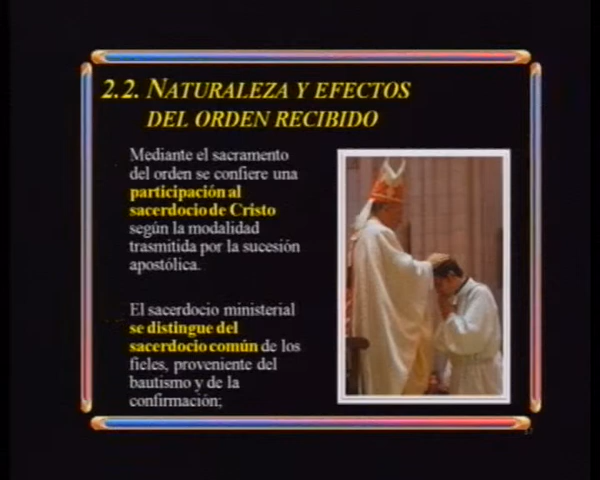 2.2. NATURALEZA Y EFECTOS
DEL ORDEN RECIBIDO
Mediante el sacramento
del orden se confiere una
participación al
sacerdocio de Cristo
según la modalidad
trasmitida por la sucesión
apostólica.
El sacerdocio ministerial
se distingue del
sacerdocio común de los
fieles, proveniente del
bautismo y de la
confirmación;